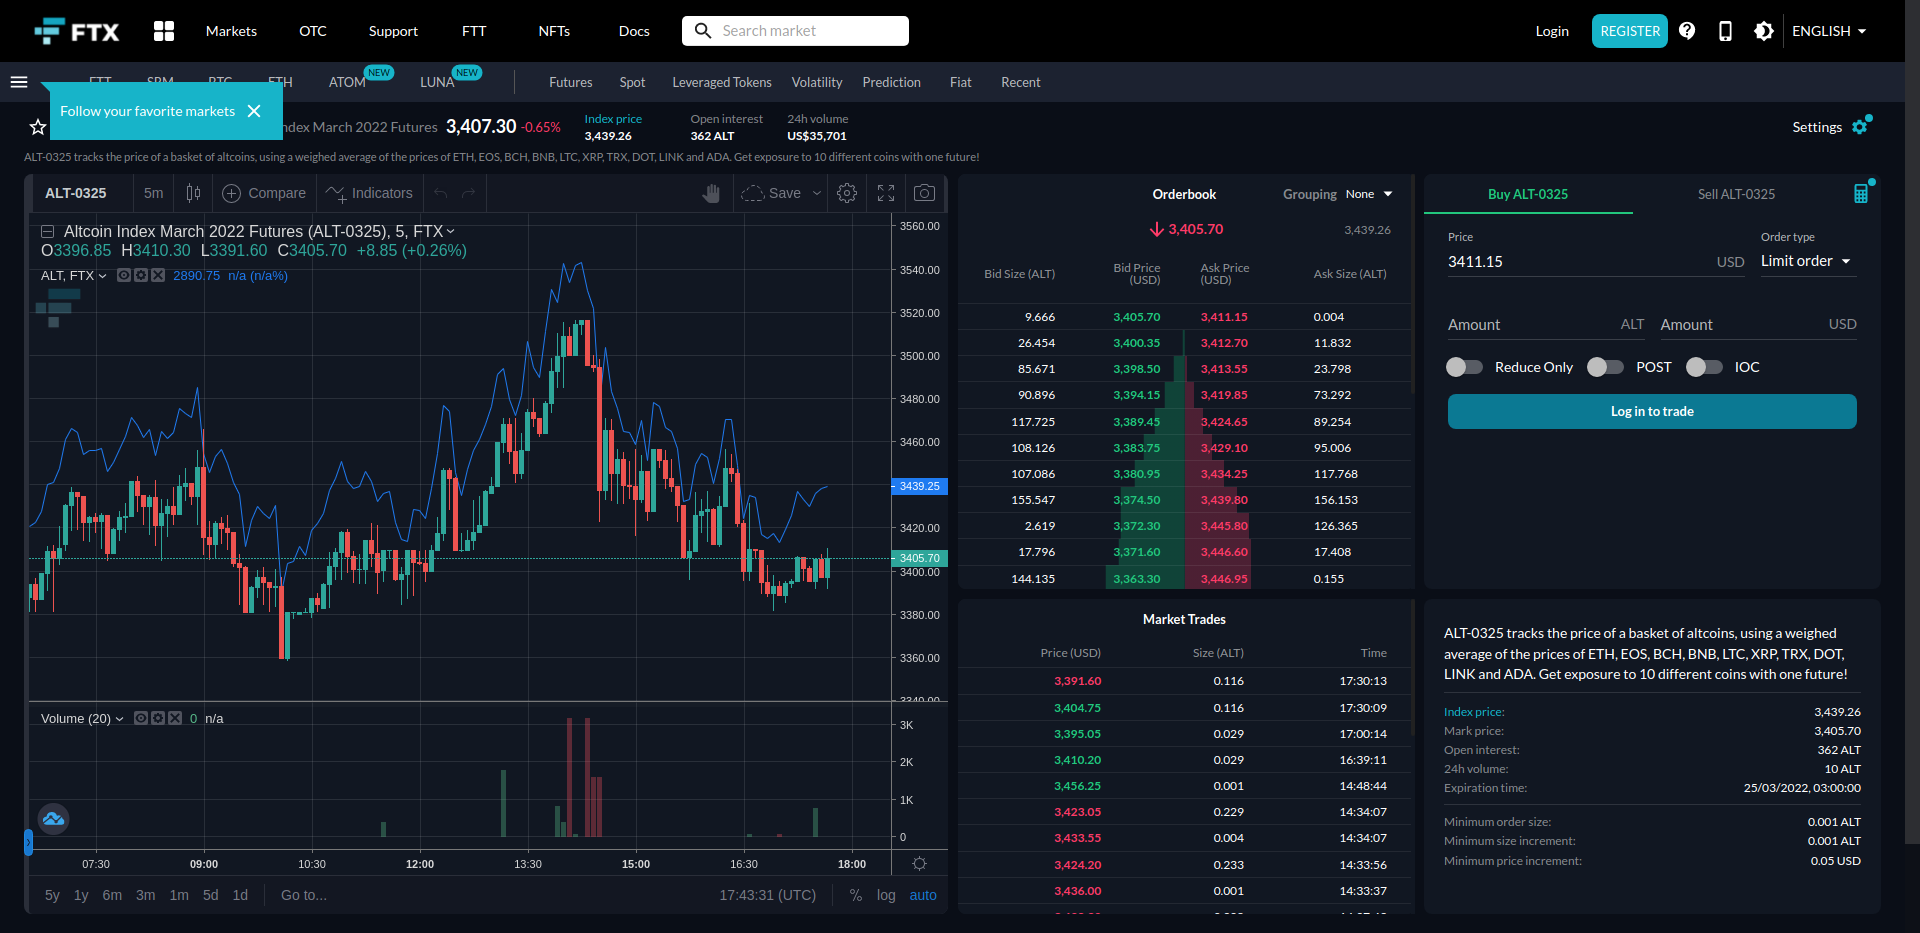 FTX
Markets OTC Support FTT NFTs Docs Search market Login REGISTER ENGLISH
FTT SRM BTC ETH ATOM NEW LUNA NEW Futures Spot Leveraged Tokens Volatility Prediction Fiat Recent
Follow your favorite markets
ndex March 2022 Futures 3,407.30 -0.65%
Index price
3,439.26
Open interest
362 ALT
24h volume
US$35,701
Settings
ALT-0325 tracks the price of a basket of altcoins, using a weighed average of the prices of ETH, EOS, BCH, BNB, LTC, XRP, TRX, DOT, LINK and ADA. Get exposure to 10 different coins with one future!
ALT-0325 5m Compare Indicators Save
Altcoin Index March 2022 Futures (ALT-0325), 5, FTX
O3396.85 H3410.30 L3391.60 C3405.70 +8.85 (+0.26%)
ALT, FTX 2890.75 n/a (n/a%)
3560.00
3540.00
3520.00
3500.00
3480.00
3460.00
3439.25
3420.00
3405.70
3400.00
3380.00
3360.00
3340.00
Volume (20) 0 n/a
3K
2K
1K
0
07:30 09:00 10:30 12:00 13:30 15:00 16:30 18:00
5y 1y 6m 3m 1m 5d 1d Go to... 17:43:31 (UTC) % log auto
Orderbook Grouping None
3,405.70 3,439.26
Bid Size (ALT) Bid Price (USD) Ask Price (USD) Ask Size (ALT)
9.666 3,405.70 3,411.15 0.004
26.454 3,400.35 3,412.70 11.832
85.671 3,398.50 3,413.55 23.798
90.896 3,394.15 3,419.85 73.292
117.725 3,389.45 3,424.65 89.254
108.126 3,383.75 3,429.10 95.006
107.086 3,380.95 3,434.25 117.768
155.547 3,374.50 3,439.80 156.153
2.619 3,372.30 3,445.80 126.365
17.796 3,371.60 3,446.60 17.408
144.135 3,363.30 3,446.95 0.155
Market Trades
Price (USD) Size (ALT) Time
3,391.60 0.116 17:30:13
3,404.75 0.116 17:30:09
3,395.05 0.029 17:00:14
3,410.20 0.029 16:39:11
3,456.25 0.001 14:48:44
3,423.05 0.229 14:34:07
3,433.55 0.004 14:34:07
3,424.20 0.233 14:33:56
3,436.00 0.001 14:33:37
Buy ALT-0325 Sell ALT-0325
Price Order type
3411.15 USD Limit order
Amount ALT Amount USD
Reduce Only POST IOC
Log in to trade
ALT-0325 tracks the price of a basket of altcoins, using a weighed
average of the prices of ETH, EOS, BCH, BNB, LTC, XRP, TRX, DOT,
LINK and ADA. Get exposure to 10 different coins with one future!
Index price: 3,439.26
Mark price: 3,405.70
Open interest: 362 ALT
24h volume: 10 ALT
Expiration time: 25/03/2022, 03:00:00
Minimum order size: 0.001 ALT
Minimum size increment: 0.001 ALT
Minimum price increment: 0.05 USD